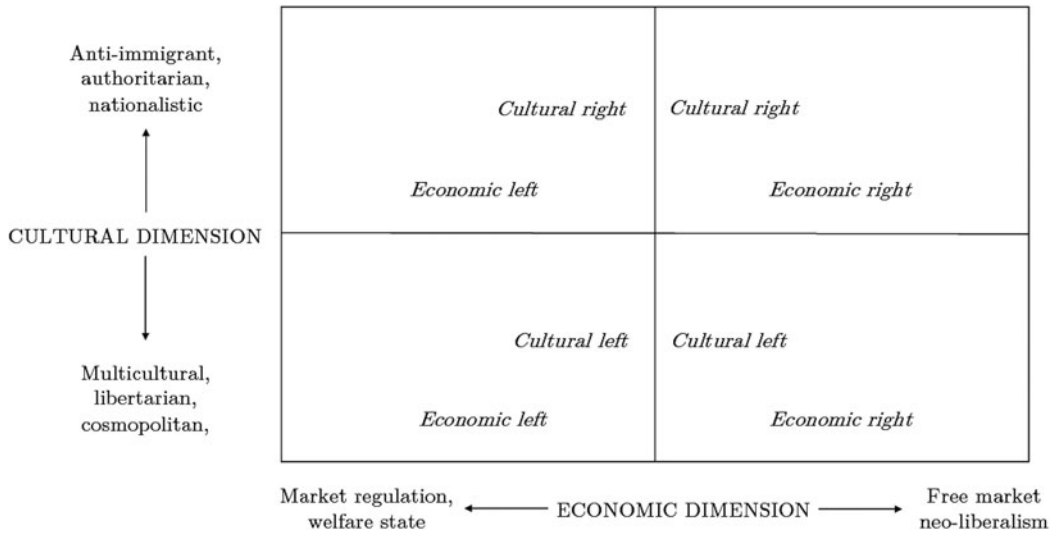 Anti-immigrant,
authoritarian,
nationalistic
Cultural right
Cultural right
Economic left
Economic right
CULTURAL DIMENSION
Cultural left
Cultural left
Multicultural,
libertarian,
cosmopolitan,
Economic left
Economic right
Market regulation,
welfare state
ECONOMIC DIMENSION
Free market
neo-liberalism